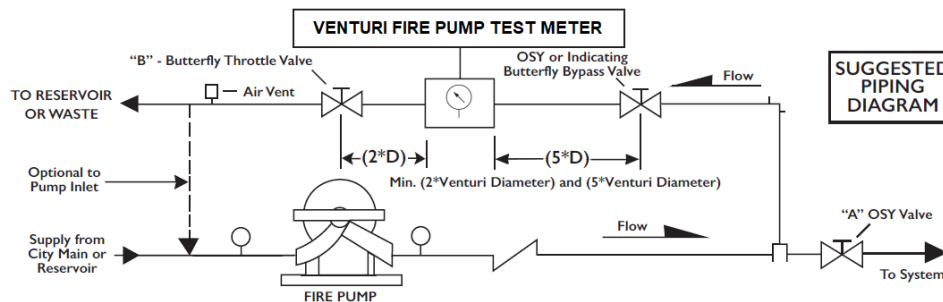 VENTURI FIRE PUMP TEST METER
“B” - Butterfly Throttle Valve
OSY or Indicating
Butterfly Bypass Valve
Flow
SUGGESTED
PIPING
DIAGRAM
TO RESERVOIR
OR WASTE
Air Vent
(2*D)
(5*D)
Min. (2*Venturi Diameter) and (5*Venturi Diameter)
Optional to
Pump Inlet
Supply from
City Main or
Reservoir
Flow
“A” OSY Valve
To System
FIRE PUMP